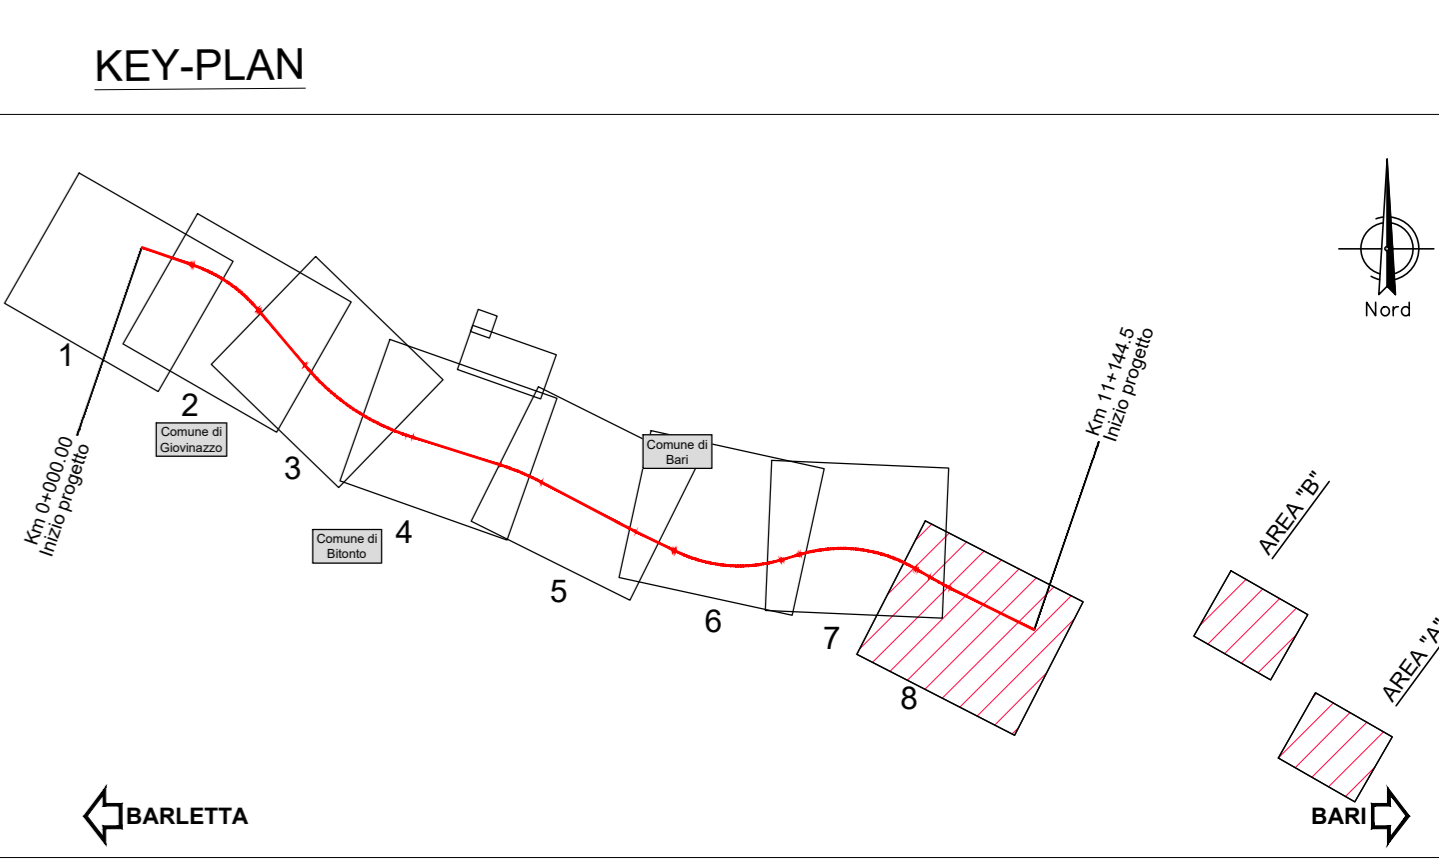 KEY-PLAN
Nord
1
2
Comune di
Giovinazzo
3
Km 0+000.00
Inizio progetto
Comune di
Bitonto
4
5
Comune di
Bari
6
7
8
Km 11+144.5
Inizio progetto
AREA "B"
AREA "A"
BARLETTA
BARI